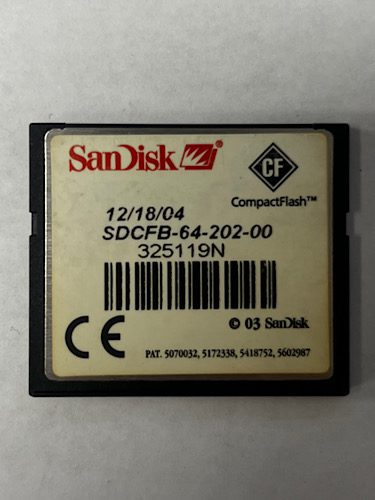 SanDisk
CF
CompactFlash™
12/18/04
SDCFB-64-202-00
325119N
CE
© 03 SanDisk
PAT. 5070032, 5172338, 5418752, 5602987